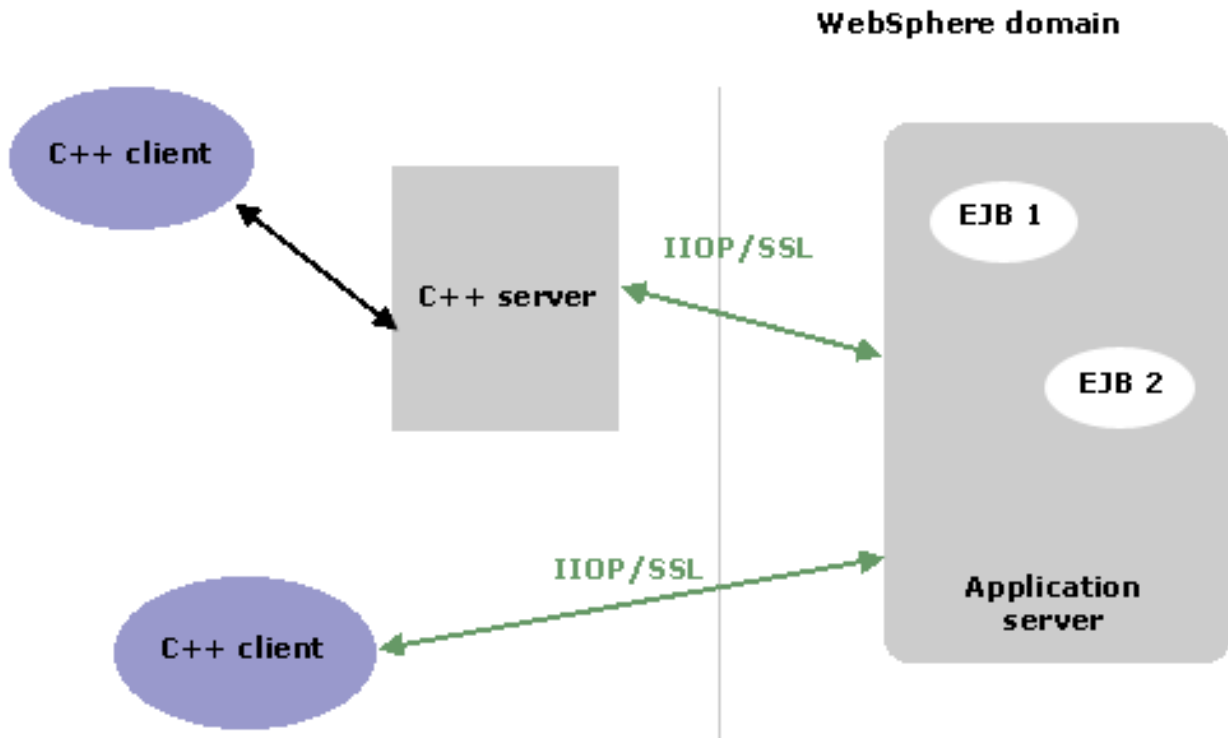 WebSphere domain
C++ client
EJB 1
IIOP/SSL
C++ server
EJB 2
IIOP/SSL
Application
server
C++ client